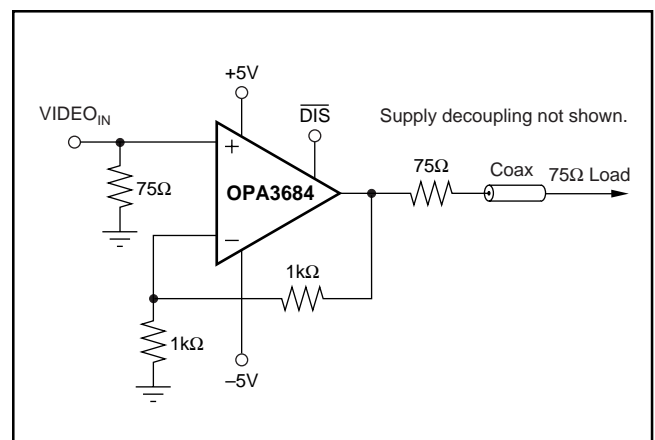 +5V
VIDEO_IN
DIS
Supply decoupling not shown.
+
75Ω
OPA3684
75Ω
Coax
75Ω Load
–
1kΩ
1kΩ
–5V